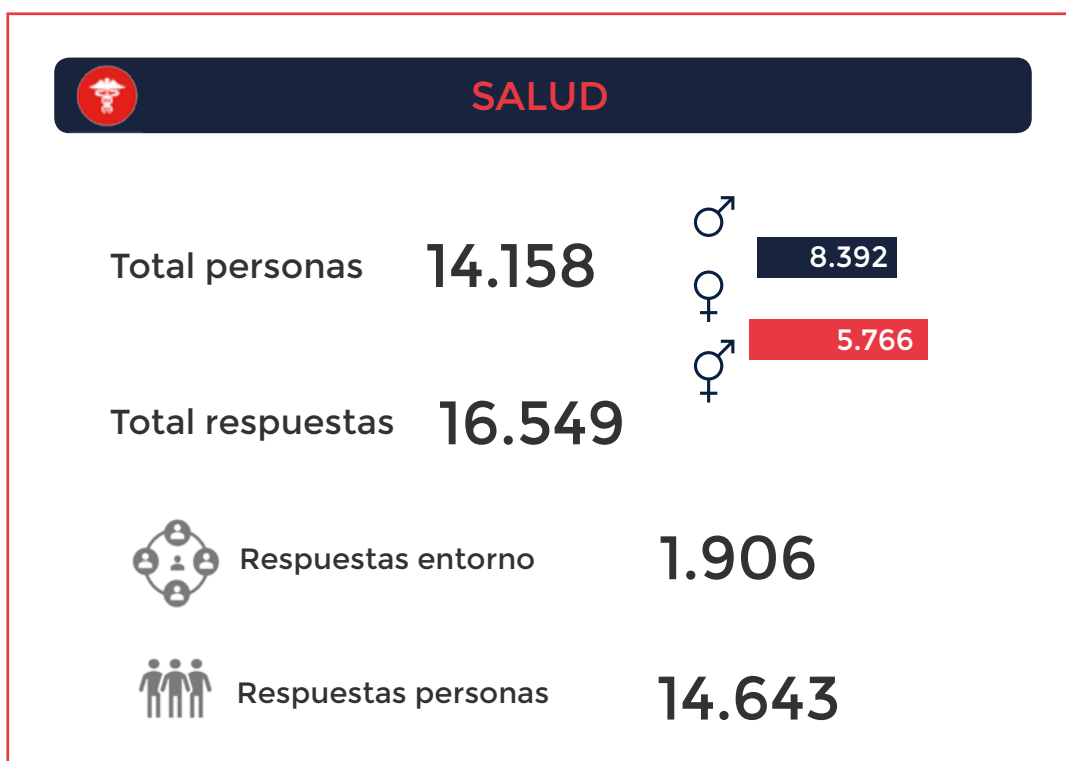 SALUD
Total personas
14.158
8.392
5.766
Total respuestas
16.549
Respuestas entorno
1.906
Respuestas personas
14.643